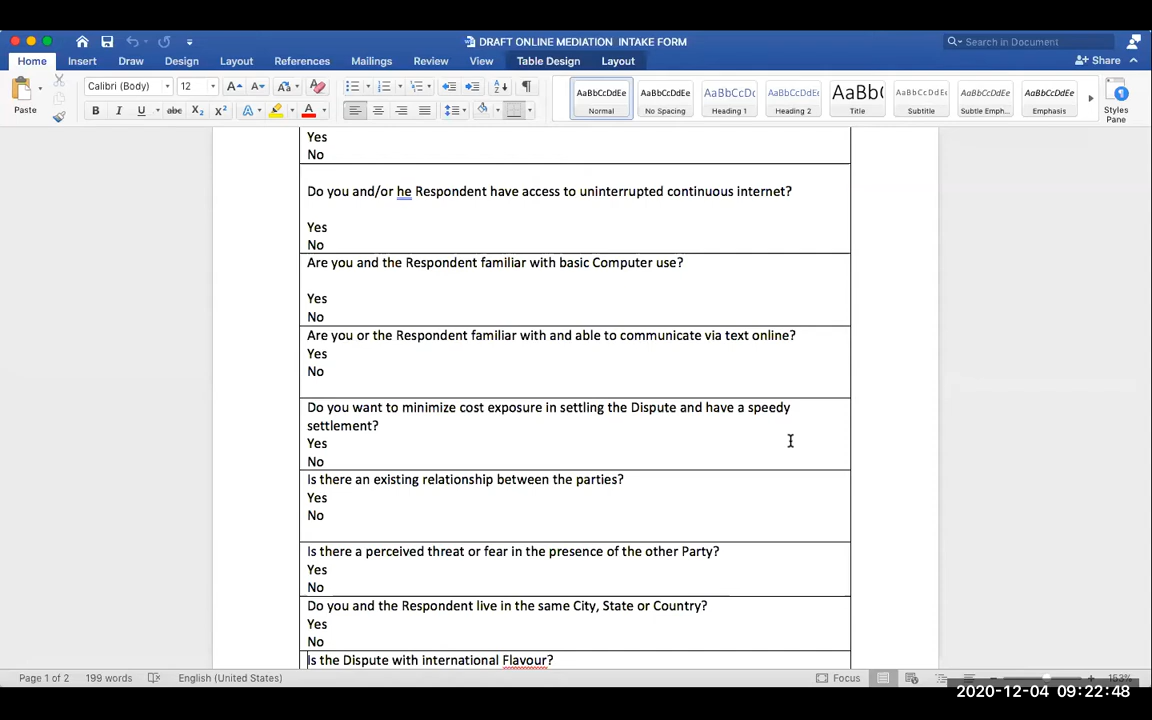 DRAFT ONLINE MEDIATION INTAKE FORM
Search in Document
Home Insert Draw Design Layout References Mailings Review View Table Design Layout
Share
Paste
Calibri (Body) 12
AaBbCcDdEe AaBbCcDdEe AaBbCcDc AaBbCcDdEe AaBbC AaBbCcDdEe AaBbCcDdEe AaBbCcDdEe
Normal No Spacing Heading 1 Heading 2 Title Subtitle Subtle Emph... Emphasis
Styles
Pane
Yes
No
Do you and/or he Respondent have access to uninterrupted continuous internet?
Yes
No
Are you and the Respondent familiar with basic Computer use?
Yes
No
Are you or the Respondent familiar with and able to communicate via text online?
Yes
No
Do you want to minimize cost exposure in settling the Dispute and have a speedy
settlement?
Yes
No
Is there an existing relationship between the parties?
Yes
No
Is there a perceived threat or fear in the presence of the other Party?
Yes
No
Do you and the Respondent live in the same City, State or Country?
Yes
No
Is the Dispute with international Flavour?
Page 1 of 2 199 words English (United States) Focus 153%
2020-12-04 09:22:48